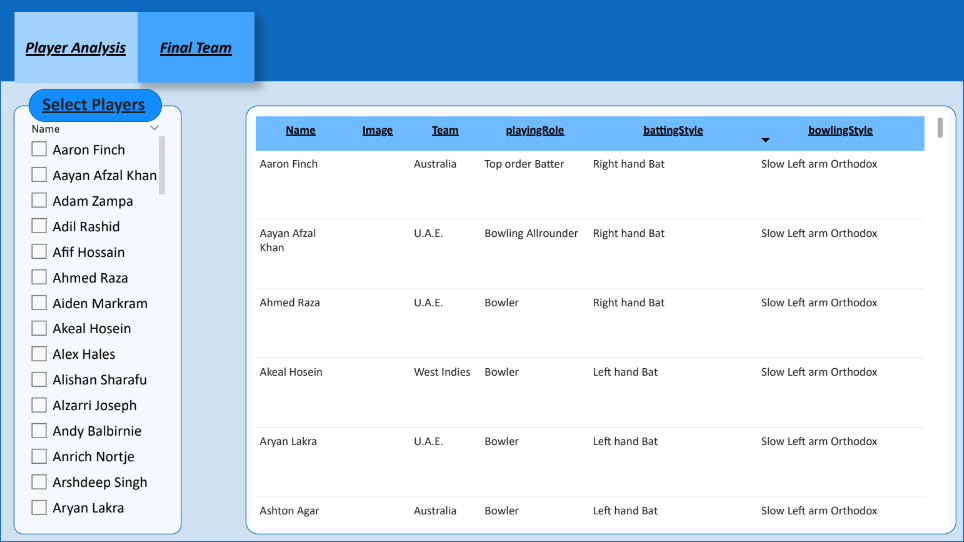 Player Analysis
Final Team
Select Players
Name
Aaron Finch
Aayan Afzal Khan
Adam Zampa
Adil Rashid
Afif Hossain
Ahmed Raza
Aiden Markram
Akeal Hosein
Alex Hales
Alishan Sharafu
Alzarri Joseph
Andy Balbirnie
Anrich Nortje
Arshdeep Singh
Aryan Lakra
Name Image Team playingRole battingStyle bowlingStyle
Aaron Finch Australia Top order Batter Right hand Bat Slow Left arm Orthodox
Aayan Afzal U.A.E. Bowling Allrounder Right hand Bat Slow Left arm Orthodox
Khan
Ahmed Raza U.A.E. Bowler Right hand Bat Slow Left arm Orthodox
Akeal Hosein West Indies Bowler Left hand Bat Slow Left arm Orthodox
Aryan Lakra U.A.E. Bowler Left hand Bat Slow Left arm Orthodox
Ashton Agar Australia Bowler Left hand Bat Slow Left arm Orthodox